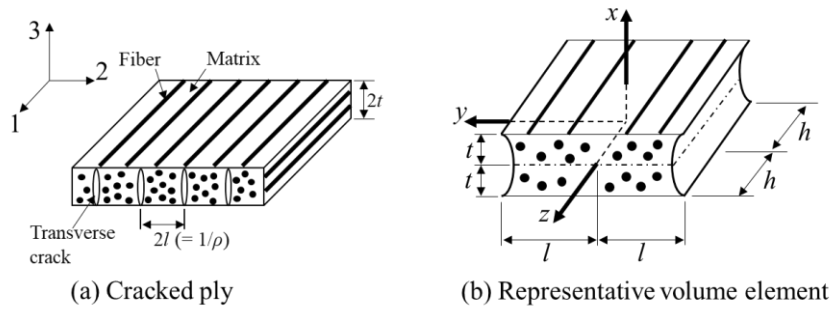 3
2
1
Fiber
Matrix
2t
Transverse
crack
2l (= 1/ρ)
(a) Cracked ply
x
y
z
t
t
h
h
l
l
(b) Representative volume element